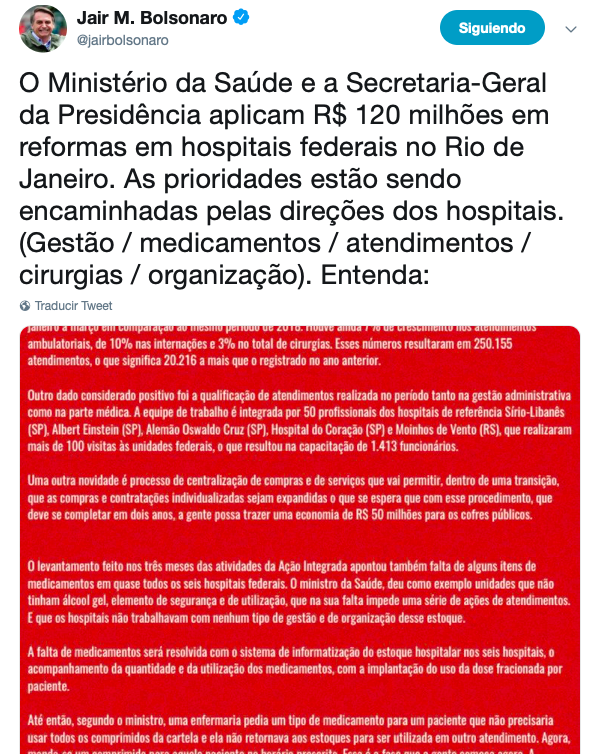 Jair M. Bolsonaro
@jairbolsonaro
Siguiendo
O Ministério da Saúde e a Secretaria-Geral
da Presidência aplicam R$ 120 milhões em
reformas em hospitais federais no Rio de
Janeiro. As prioridades estão sendo
encaminhadas pelas direções dos hospitais.
(Gestão / medicamentos / atendimentos /
cirurgias / organização). Entenda:
Traducir Tweet
janeiro a março em comparação ao mesmo período de 2018. Houve ainda 7% de crescimento nos atendimentos
ambulatoriais, de 10% nas internações e 3% no total de cirurgias. Esses números resultaram em 250.155
atendimentos, o que significa 20.216 a mais que o registrado no ano anterior.
Outro dado considerado positivo foi a qualificação de atendimentos realizada no período tanto na gestão administrativa
como na parte médica. A equipe de trabalho é integrada por 50 profissionais dos hospitais de referência Sírio-Libanês
(SP), Albert Einstein (SP), Alemão Oswaldo Cruz (SP), Hospital do Coração (SP) e Moinhos de Vento (RS), que realizaram
mais de 100 visitas às unidades federais, o que resultou na capacitação de 1.413 funcionários.
Uma outra novidade é processo de centralização de compras e de serviços que vai permitir, dentro de uma transição,
que as compras e contratações individualizadas sejam expandidas o que se espera que com esse procedimento, que
deve se completar em dois anos, a gente possa trazer uma economia de R$ 50 milhões para os cofres públicos.
O levantamento feito nos três meses das atividades da Ação Integrada apontou também falta de alguns itens de
medicamentos em quase todos os seis hospitais federais. O ministro da Saúde, deu como exemplo unidades que não
tinham álcool gel, elemento de segurança e de utilização, que na sua falta impede uma série de ações de atendimentos.
E que os hospitais não trabalhavam com nenhum tipo de gestão e de organização desse estoque.
A falta de medicamentos será resolvida com o sistema de informatização do estoque hospitalar nos seis hospitais, o
acompanhamento da quantidade e da utilização dos medicamentos, com a implantação do uso da dose fracionada por
paciente.
Até então, segundo o ministro, uma enfermaria pedia um tipo de medicamento para um paciente que não precisaria
usar todos os comprimidos da cartela e ela não retornava aos estoques para ser utilizada em outro atendimento. Agora,